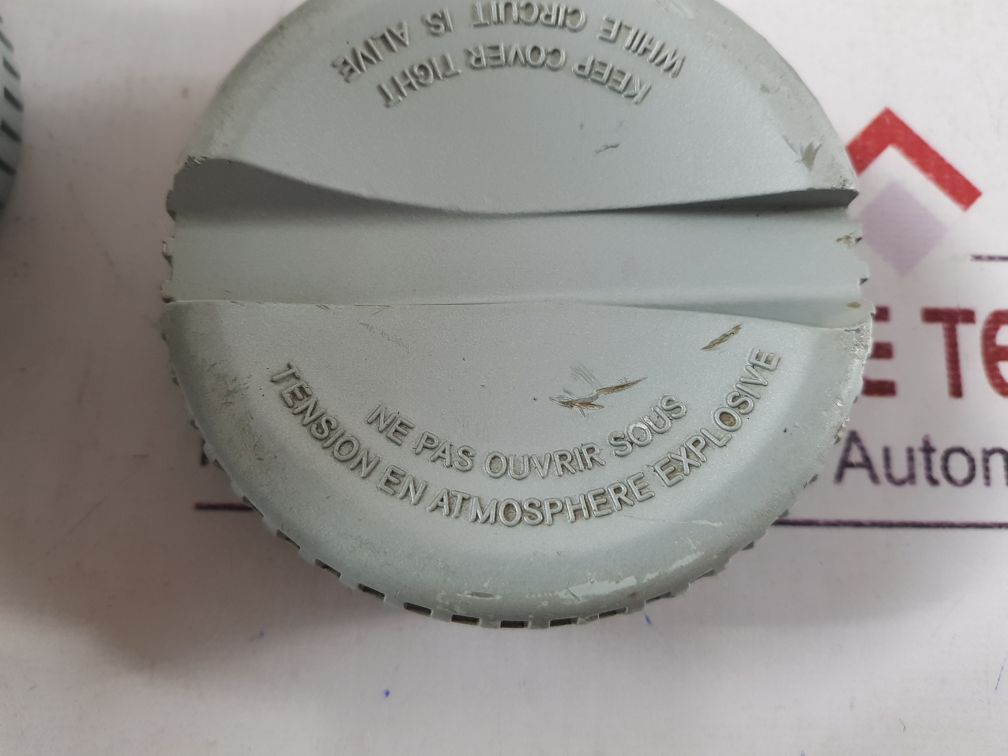 KEEP COVER TIGHT
WHILE CIRCUIT IS ALIVE
NE PAS OUVRIR SOUS
TENSION EN ATMOSPHERE EXPLOSIVE